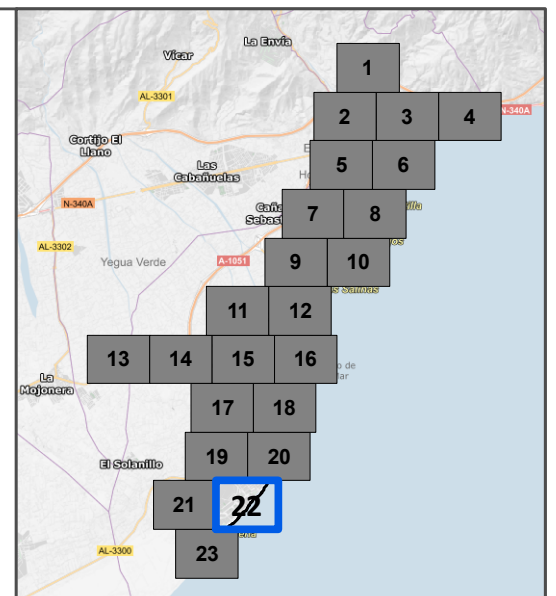 La Envía
Vícar
1
AL-3301
2
3
4
N-340A
Cortijo El
Llano
5
6
Las
Cabañuelas
N-340A
7
8
AL-3302
Yegua Verde
A-1051
9
10
11
12
13
14
15
16
La
Mojonera
17
18
El Solanillo
19
20
21
22
AL-3300
23